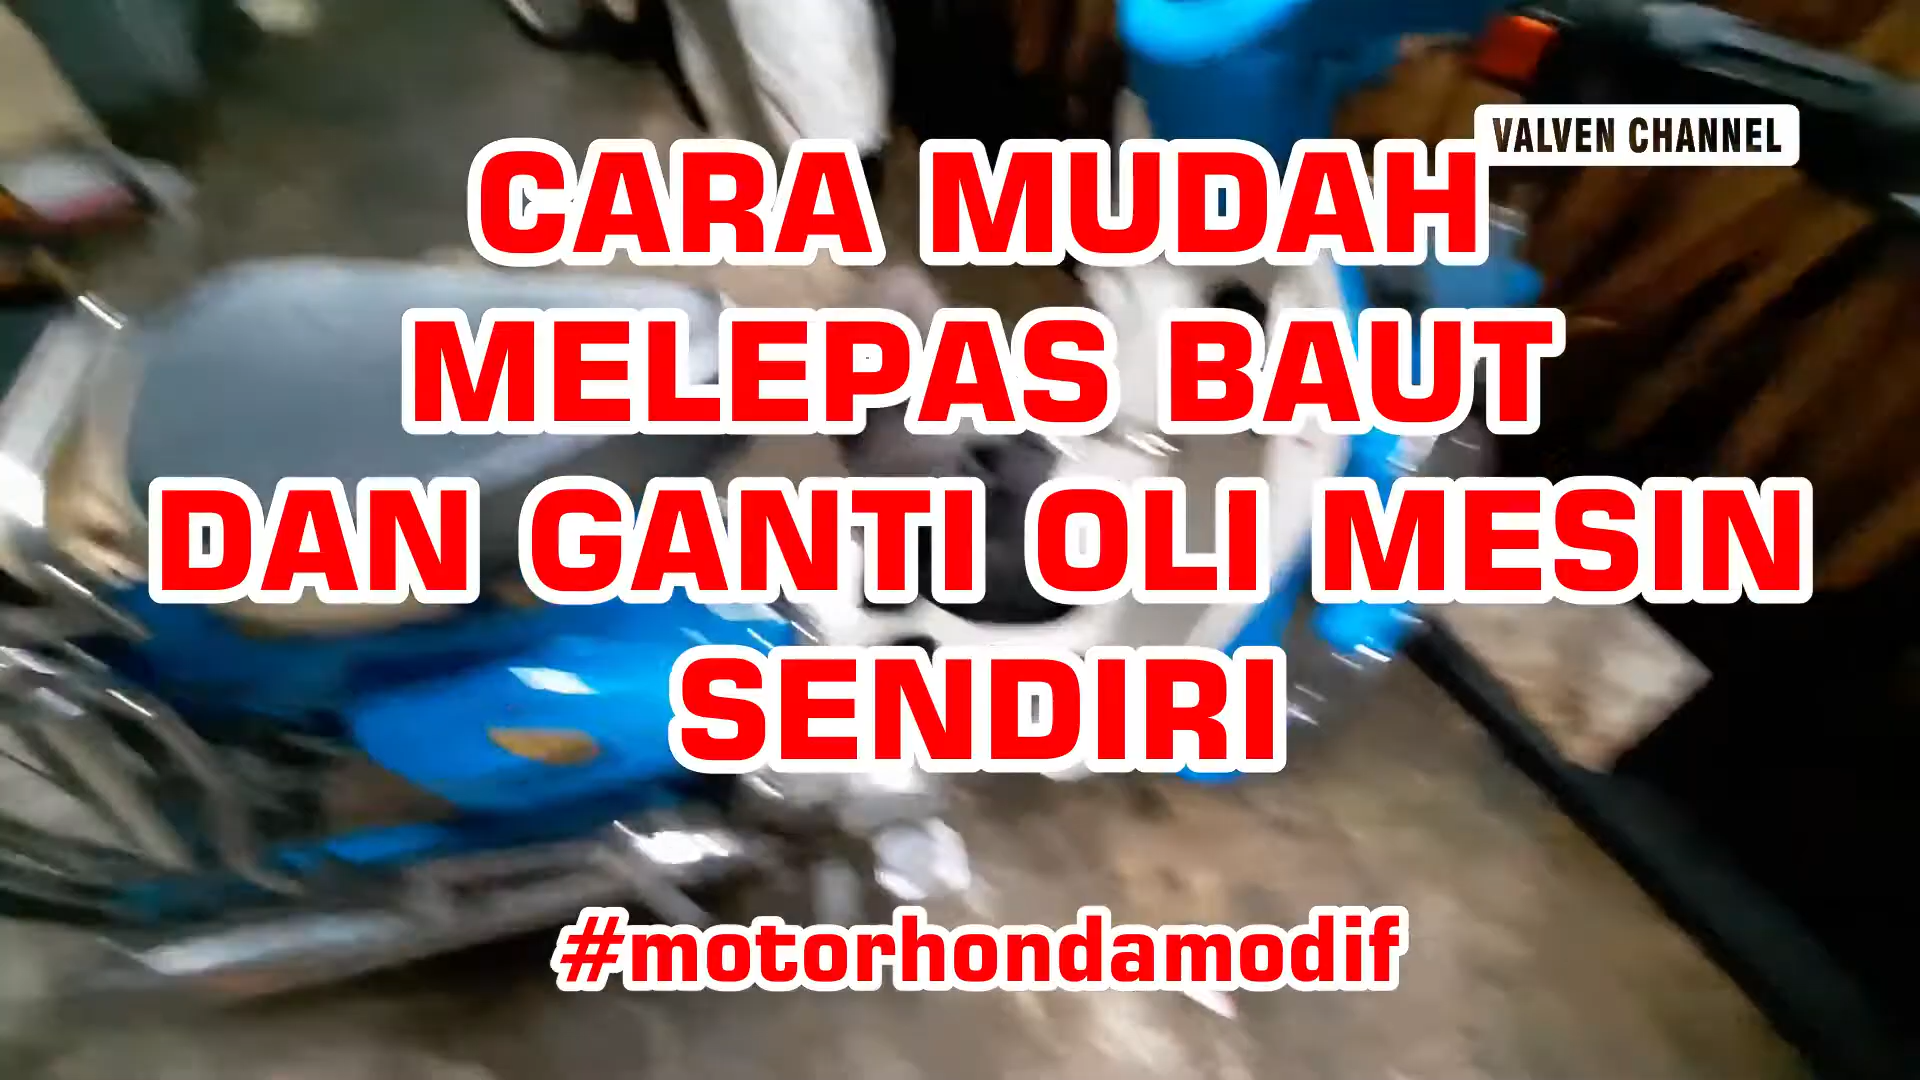 VALVEN CHANNEL
CARA MUDAH
MELEPAS BAUT
DAN GANTI OLI MESIN
SENDIRI
#motorhondamodif